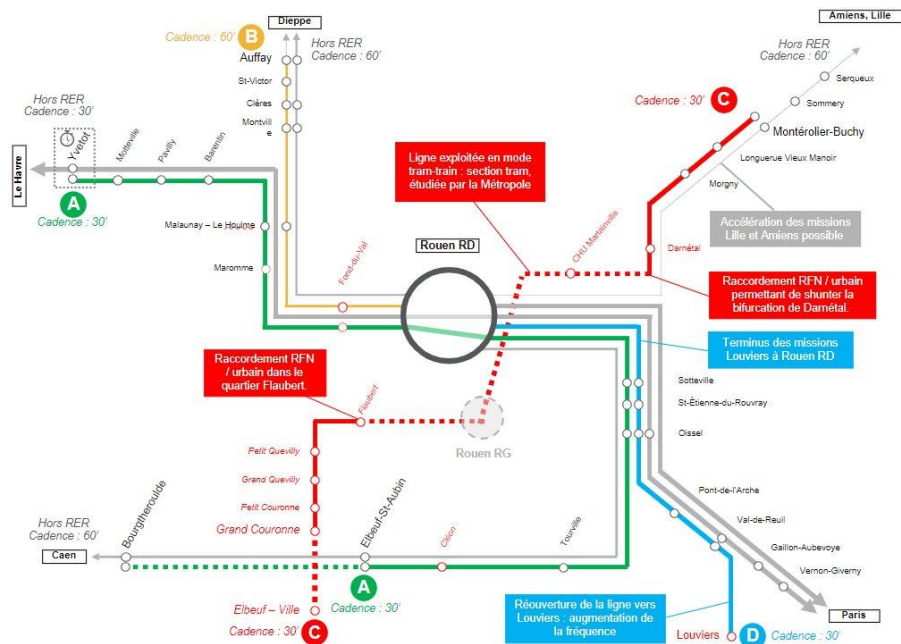 Dieppe
Amiens, Lille
Cadence : 60'
B
Hors RER
Cadence : 60'
Hors RER
Cadence : 60'
Auffay
St-Victor
Clères
Montvill
e
Serqueux
Sommery
Cadence : 30'
C
Montérolier-Buchy
Longuerue Vieux Manoir
Morgny
Hors RER
Cadence : 30'
Le Havre
Yvetot
Motteville
Pavilly
Barentin
A
Cadence : 30'
Ligne exploitée en mode
tram-train : section tram,
étudiée par la Métropole
Accélération des missions
Lille et Amiens possible
Malaunay – Le Houlme
Maromme
Fond-du-Val
Rouen RD
CHU Martainville
Darnétal
Raccordement RFN / urbain
permettant de shunter la
bifurcation de Darnétal.
Terminus des missions
Louviers à Rouen RD
Raccordement RFN
/ urbain dans le
quartier Flaubert.
Sotteville
St-Étienne-du-Rouvray
Oissel
Flaubert
Rouen RG
Petit Quevilly
Grand Quevilly
Petit Couronne
Grand Couronne
Pont-de-l'Arche
Val-de-Reuil
Gaillon-Aubevoye
Vernon-Giverny
Hors RER
Cadence : 60'
Caen
Bourgtheroulde
Elbeuf-St-Aubin
Cléon
Tourville
A
Cadence : 30'
Elbeuf – Ville
Cadence : 30'
C
Réouverture de la ligne vers
Louviers : augmentation de
la fréquence
Paris
Louviers
D
Cadence : 30'